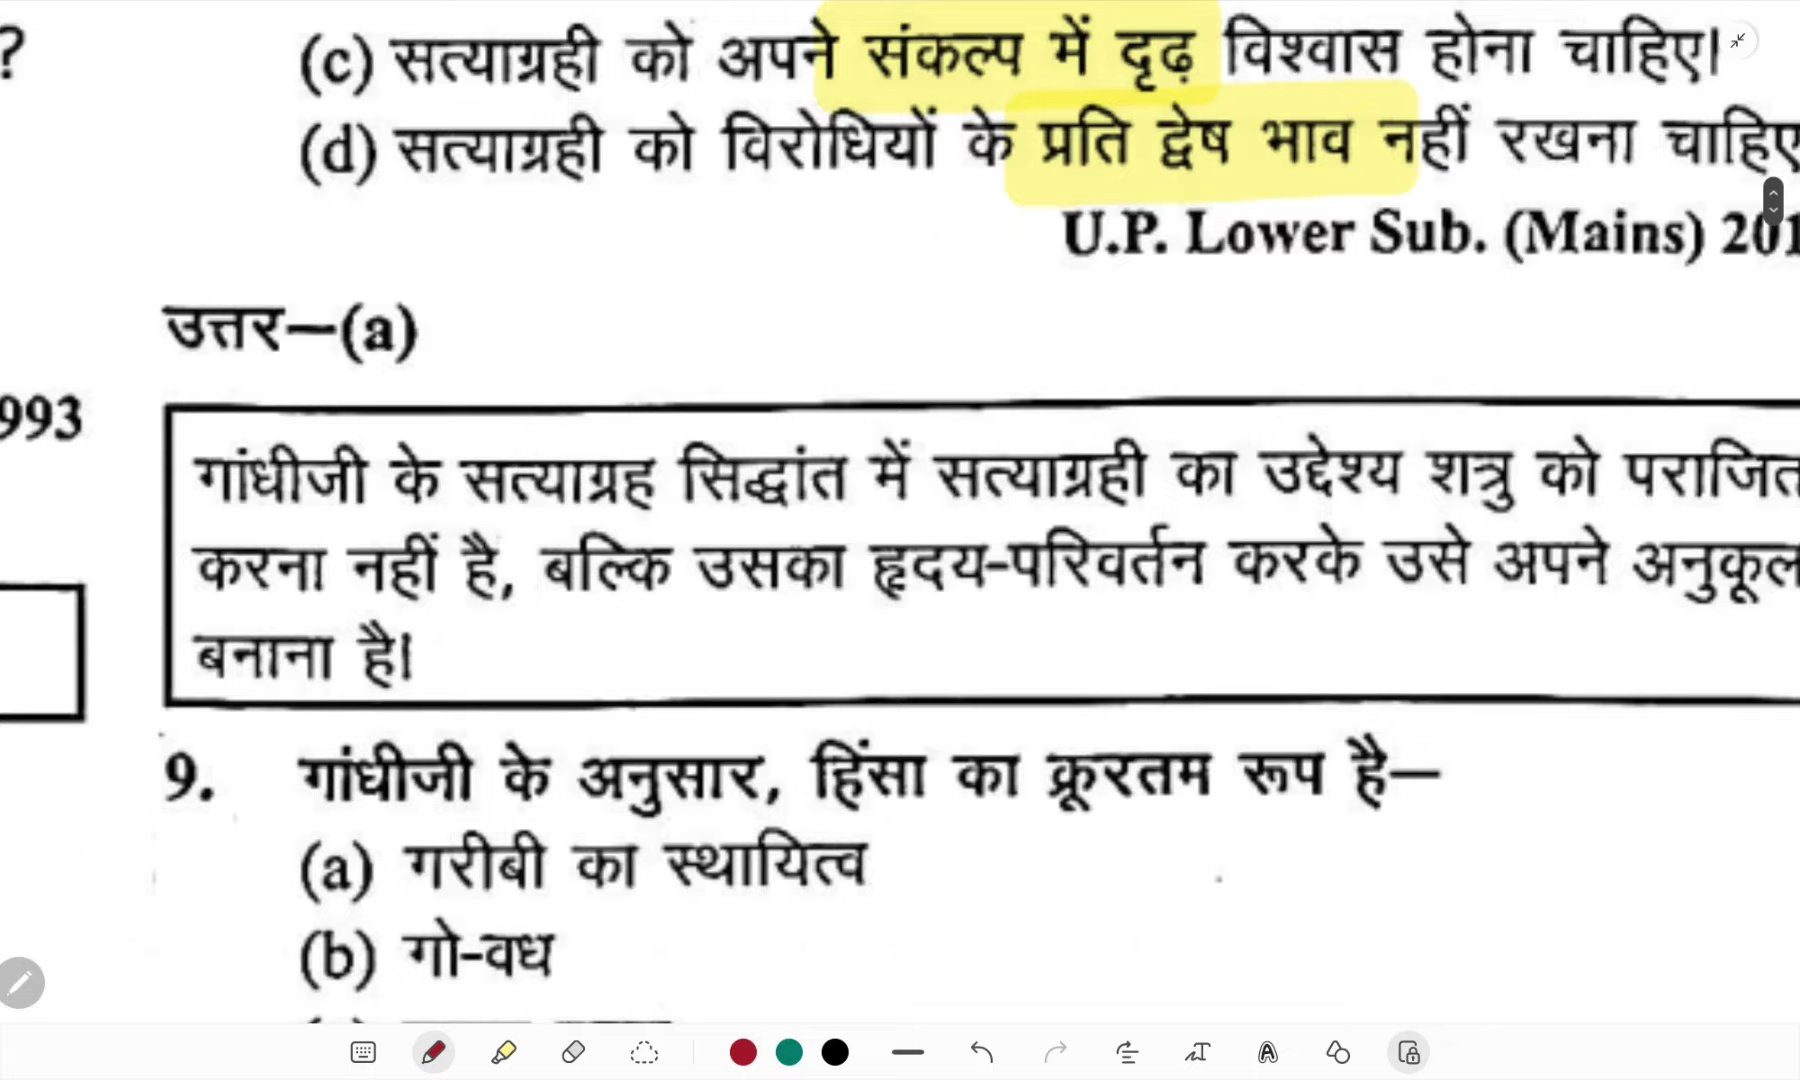 ?
(c) सत्याग्रही को अपने संकल्प में दृढ़ विश्वास होना चाहिए।
(d) सत्याग्रही को विरोधियों के प्रति द्वेष भाव नहीं रखना चाहिए
U.P. Lower Sub. (Mains) 201
उत्तर—(a)
993
गांधीजी के सत्याग्रह सिद्धांत में सत्याग्रही का उद्देश्य शत्रु को पराजित
करना नहीं है, बल्कि उसका हृदय-परिवर्तन करके उसे अपने अनुकूल
बनाना है।
9. गांधीजी के अनुसार, हिंसा का क्रूरतम रूप है—
(a) गरीबी का स्थायित्व
(b) गो-वध